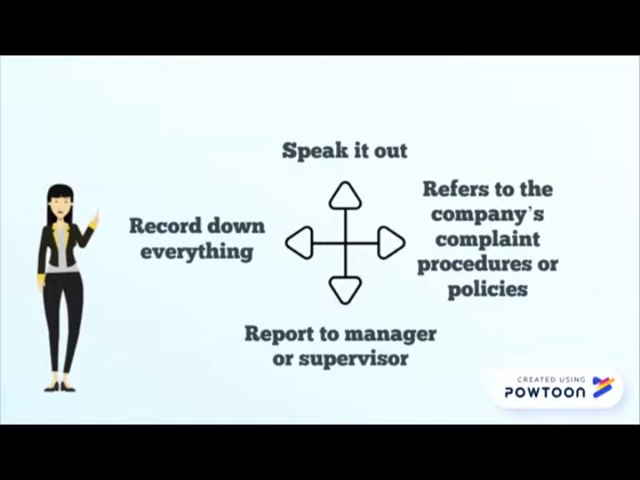 Speak it out
Refers to the
company's
complaint
procedures or
policies
Record down
everything
Report to manager
or supervisor
CREATED USING
POWTOON